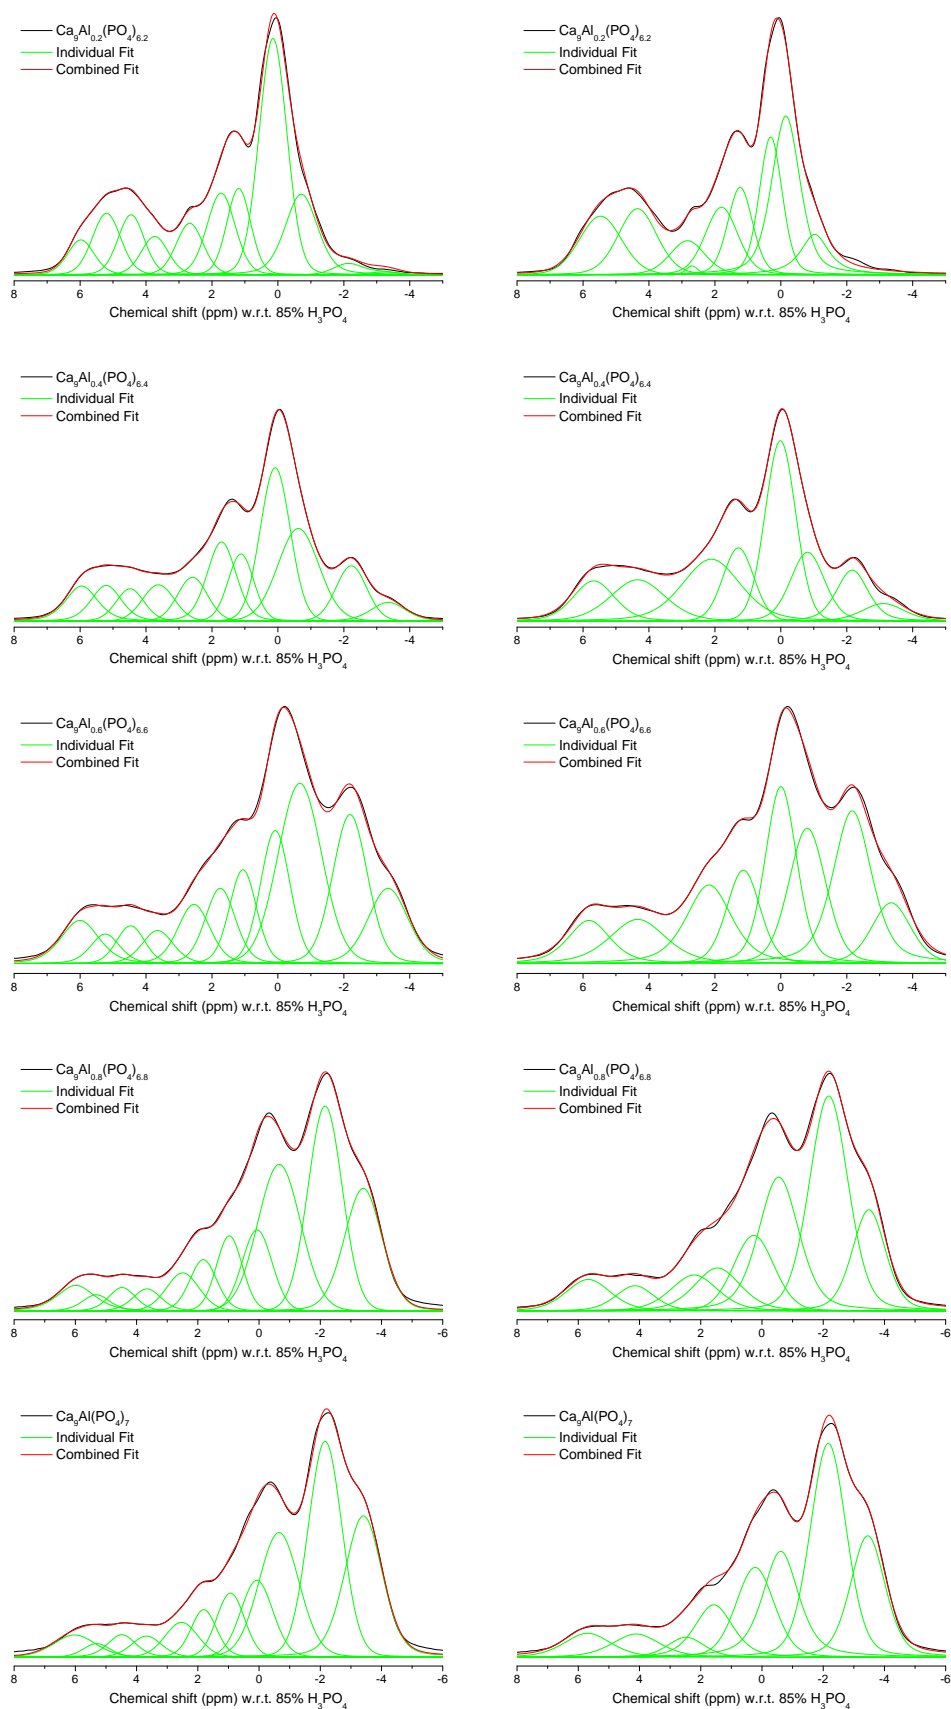 Ca₉Al₀.₂(PO₄)₆.₂
Individual Fit
Combined Fit
8 6 4 2 0 -2 -4
Chemical shift (ppm) w.r.t. 85% H₃PO₄
Ca₉Al₀.₂(PO₄)₆.₂
Individual Fit
Combined Fit
8 6 4 2 0 -2 -4
Chemical shift (ppm) w.r.t. 85% H₃PO₄
Ca₉Al₀.₄(PO₄)₆.₄
Individual Fit
Combined Fit
8 6 4 2 0 -2 -4
Chemical shift (ppm) w.r.t. 85% H₃PO₄
Ca₉Al₀.₄(PO₄)₆.₄
Individual Fit
Combined Fit
8 6 4 2 0 -2 -4
Chemical shift (ppm) w.r.t. 85% H₃PO₄
Ca₉Al₀.₆(PO₄)₆.₆
Individual Fit
Combined Fit
8 6 4 2 0 -2 -4
Chemical shift (ppm) w.r.t. 85% H₃PO₄
Ca₉Al₀.₆(PO₄)₆.₆
Individual Fit
Combined Fit
8 6 4 2 0 -2 -4
Chemical shift (ppm) w.r.t. 85% H₃PO₄
Ca₉Al₀.₈(PO₄)₆.₈
Individual Fit
Combined Fit
8 6 4 2 0 -2 -4 -6
Chemical shift (ppm) w.r.t. 85% H₃PO₄
Ca₉Al₀.₈(PO₄)₆.₈
Individual Fit
Combined Fit
8 6 4 2 0 -2 -4 -6
Chemical shift (ppm) w.r.t. 85% H₃PO₄
Ca₉Al(PO₄)₇
Individual Fit
Combined Fit
8 6 4 2 0 -2 -4 -6
Chemical shift (ppm) w.r.t. 85% H₃PO₄
Ca₉Al(PO₄)₇
Individual Fit
Combined Fit
8 6 4 2 0 -2 -4 -6
Chemical shift (ppm) w.r.t. 85% H₃PO₄